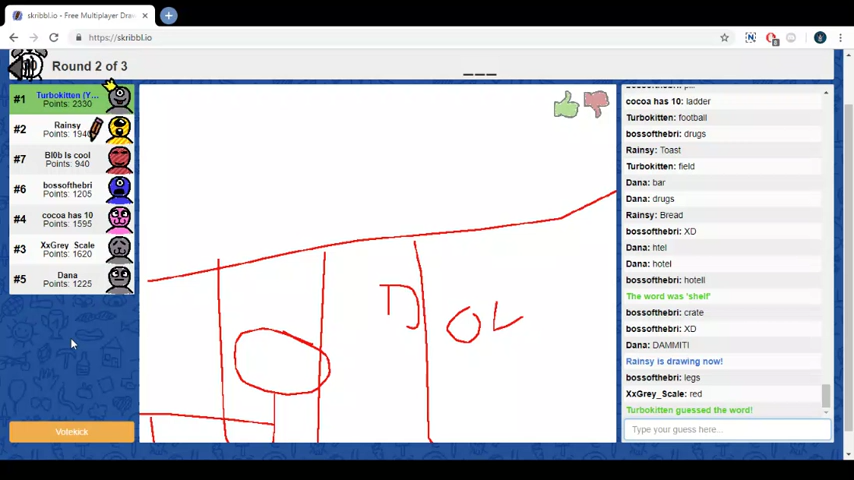 skribbl.io - Free Multiplayer Dra
https://skribbl.io
Round 2 of 3
___
#1
Turbokitten (Y...
Points: 2330
#2
Rainsy
Points: 1940
#7
Bl0b Is cool
Points: 940
#6
bossofthebri
Points: 1205
#4
cocoa has 10
Points: 1595
#3
XxGrey_Scale
Points: 1620
#5
Dana
Points: 1225
Votekick
cocoa has 10: ladder
Turbokitten: football
bossofthebri: drugs
Rainsy: Toast
Turbokitten: field
Dana: bar
Dana: drugs
Rainsy: Bread
bossofthebri: XD
Dana: htel
Dana: hotel
bossofthebri: hotell
The word was 'shelf'
bossofthebri: crate
bossofthebri: XD
Dana: DAMMITI
Rainsy is drawing now!
bossofthebri: legs
XxGrey_Scale: red
Turbokitten guessed the word!
Type your guess here...